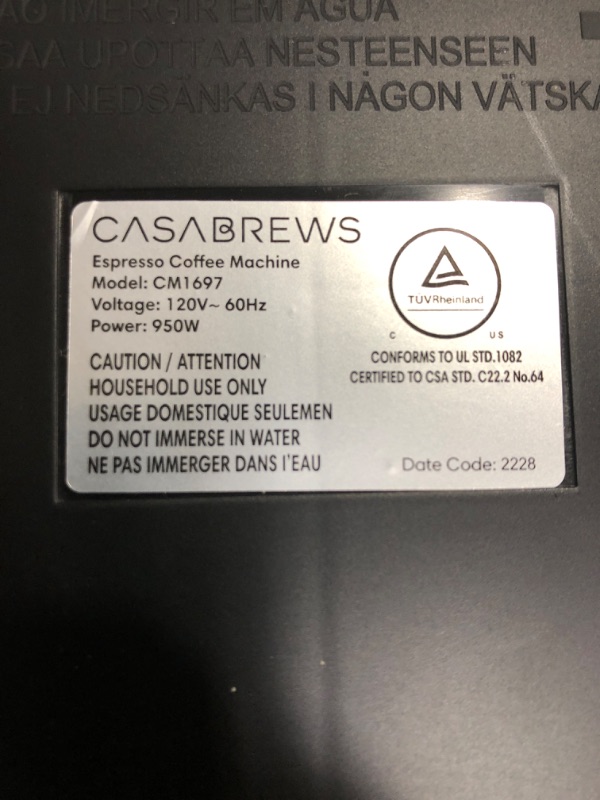 ÃO IMERGIR EM ÁGUA
SAA UPOTTAA NESTEENSEEN
EJ NEDSÄNKAS I NÅGON VÄTSKA
CASABREWS
Espresso Coffee Machine
Model: CM1697
Voltage: 120V~ 60Hz
Power: 950W
CAUTION / ATTENTION
HOUSEHOLD USE ONLY
USAGE DOMESTIQUE SEULEMEN
DO NOT IMMERSE IN WATER
NE PAS IMMERGER DANS I'EAU
TÜVRheinland
C US
CONFORMS TO UL STD.1082
CERTIFIED TO CSA STD. C22.2 No.64
Date Code: 2228